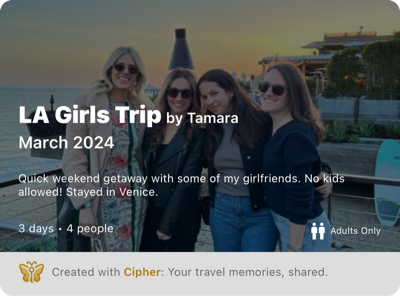 LA Girls Trip by Tamara
March 2024
Quick weekend getaway with some of my girlfriends. No kids
allowed! Stayed in Venice.
3 days • 4 people
Adults Only
Created with Cipher: Your travel memories, shared.